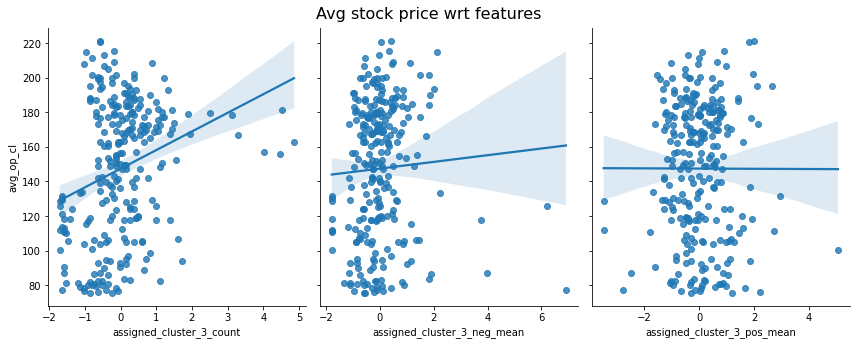 Avg stock price wrt features
avg_op_cl
220
200
180
160
140
120
100
80
−2 −1 0 1 2 3 4 5
assigned_cluster_3_count
−2 0 2 4 6
assigned_cluster_3_neg_mean
−2 0 2 4
assigned_cluster_3_pos_mean